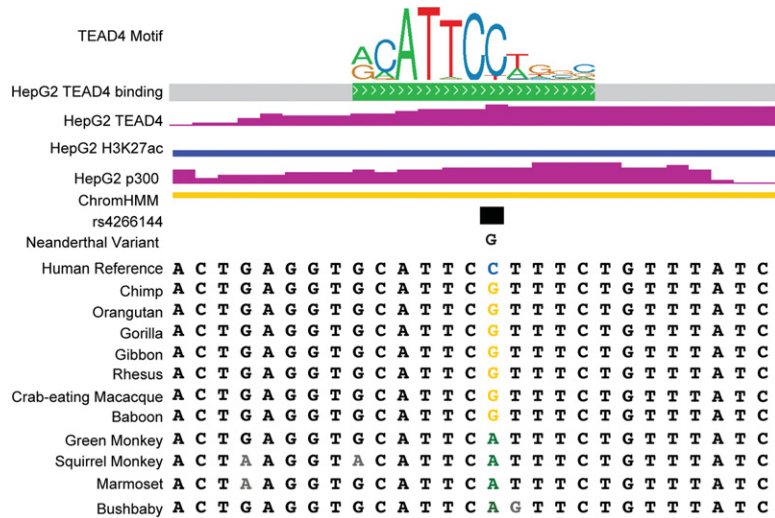 TEAD4 Motif
ACATTCCT
HepG2 TEAD4 binding
HepG2 TEAD4
HepG2 H3K27ac
HepG2 p300
ChromHMM
rs4266144
Neanderthal Variant G
Human Reference A C T G A G G T G C A T T C C T T T C T G T T T A T C
Chimp A C T G A G G T G C A T T C G T T T C T G T T T A T C
Orangutan A C T G A G G T G C A T T C G T T T C T G T T T A T C
Gorilla A C T G A G G T G C A T T C G T T T C T G T T T A T C
Gibbon A C T G A G G T G C A T T C G T T T C T G T T T A T C
Rhesus A C T G A G G T G C A T T C G T T T C T G T T T A T C
Crab-eating Macacque A C T G A G G T G C A T T C G T T T C T G T T T A T C
Baboon A C T G A G G T G C A T T C G T T T C T G T T T A T C
Green Monkey A C T G A G G T G C A T T C A T T T C T G T T T A T C
Squirrel Monkey A C T A A G G T A C A T T C A T T T C T G T T T A T C
Marmoset A C T A A G G T G C A T T C A T T T C T G T T T A T C
Bushbaby A C T G A G G T G C A T T C A G T T C T G T T T A T C